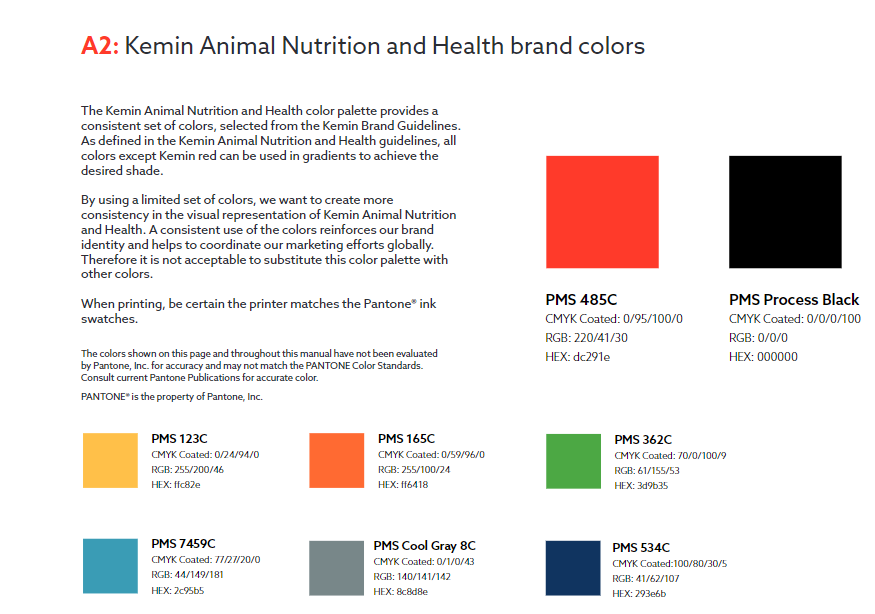 A2: Kemin Animal Nutrition and Health brand colors
The Kemin Animal Nutrition and Health color palette provides a
consistent set of colors, selected from the Kemin Brand Guidelines.
As defined in the Kemin Animal Nutrition and Health guidelines, all
colors except Kemin red can be used in gradients to achieve the
desired shade.
By using a limited set of colors, we want to create more
consistency in the visual representation of Kemin Animal Nutrition
and Health. A consistent use of the colors reinforces our brand
identity and helps to coordinate our marketing efforts globally.
Therefore it is not acceptable to substitute this color palette with
other colors.
When printing, be certain the printer matches the Pantone® ink
swatches.
The colors shown on this page and throughout this manual have not been evaluated
by Pantone, Inc. for accuracy and may not match the PANTONE Color Standards.
Consult current Pantone Publications for accurate color.
PANTONE® is the property of Pantone, Inc.
PMS 485C
CMYK Coated: 0/95/100/0
RGB: 220/41/30
HEX: dc291e
PMS Process Black
CMYK Coated: 0/0/0/100
RGB: 0/0/0
HEX: 000000
PMS 123C
CMYK Coated: 0/24/94/0
RGB: 255/200/46
HEX: ffc82e
PMS 165C
CMYK Coated: 0/59/96/0
RGB: 255/100/24
HEX: ff6418
PMS 362C
CMYK Coated: 70/0/100/9
RGB: 61/155/53
HEX: 3d9b35
PMS 7459C
CMYK Coated: 77/27/20/0
RGB: 44/149/181
HEX: 2c95b5
PMS Cool Gray 8C
CMYK Coated: 0/1/0/43
RGB: 140/141/142
HEX: 8c8d8e
PMS 534C
CMYK Coated:100/80/30/5
RGB: 41/62/107
HEX: 293e6b